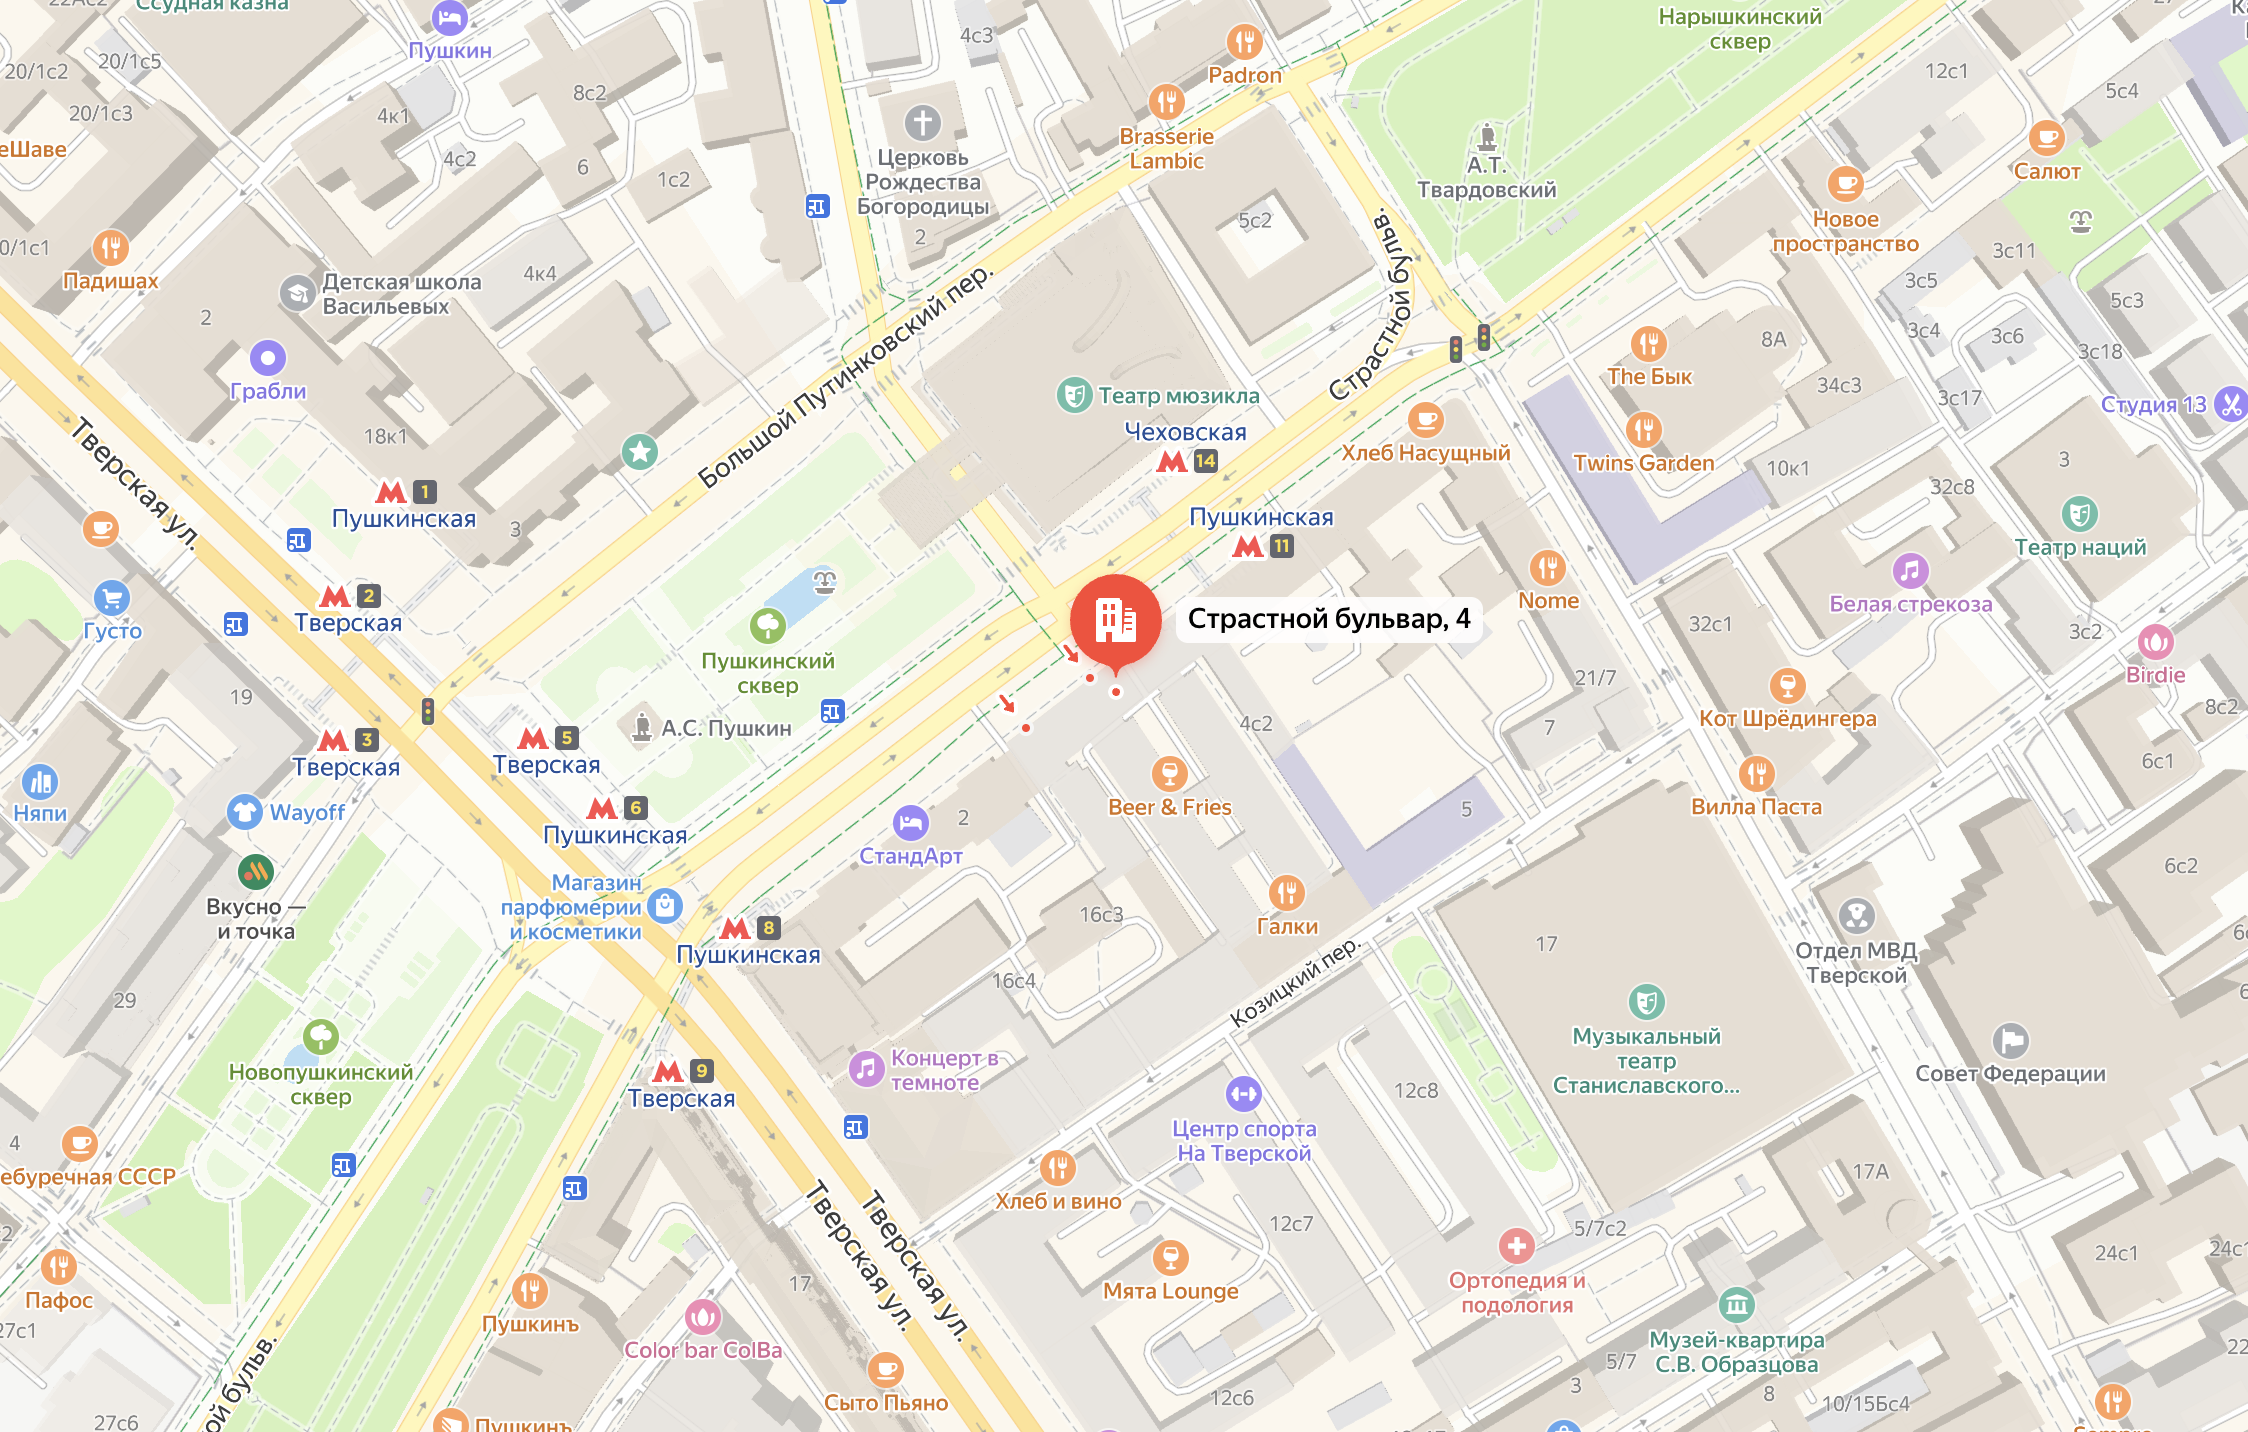 Ссудная казна
22Ас2
20/1с5
20/1с2
20/1с3
Пушкин
8с2
4к1
4с2
6
1с2
4с3
Церковь
Рождества
Богородицы
2
Padron
Brasserie
Lambic
5с2
Нарышкинский
сквер
А.Т.
Твардовский
12с1
5с4
27
Салют
Новое
пространство
3с11
3с5
3с4
3с6
5с3
3с18
3с17
Студия 13
0/1с1
Падишах
Детская школа
Васильевых
4к4
2
Грабли
18к1
3
Большой Путинковский пер.
Страстной бульв.
Театр мюзикла
Чеховская
14
Хлеб Насущный
The Бык
8А
34с3
Twins Garden
10к1
32с8
3
Театр наций
Тверская ул.
1
Пушкинская
2
Тверская
Густо
Пушкинский
сквер
Пушкинская
11
Страстной бульвар, 4
Nome
Белая стрекоза
32с1
3с2
Birdie
8с2
6с1
19
3
Тверская
5
Тверская
А.С. Пушкин
4с2
21/7
7
Кот Шрёдингера
Вилла Паста
Няпи
Wayoff
6
Пушкинская
СтандАрт
2
Beer & Fries
5
6с2
Вкусно —
и точка
Магазин
парфюмерии
и косметики
8
Пушкинская
16с3
Галки
16с4
17
Отдел МВД
Тверской
29
Козицкий пер.
Новопушкинский
сквер
9
Тверская
Концерт в
темноте
Музыкальный
театр
Станиславского...
Совет Федерации
12с8
Центр спорта
На Тверской
4
ебуречная СССР
Хлеб и вино
17А
12с7
5/7с2
24с1
Пафос
27с1
17
Тверская ул.
Тверская ул.
Мята Lounge
Ортопедия и
подология
Пушкинъ
Color bar ColBa
Музей-квартира
С.В. Образцова
5/7
3
8
10/15Бс4
22
Сыто Пьяно
12с6
27с6
ой бульв.
Пушкинъ